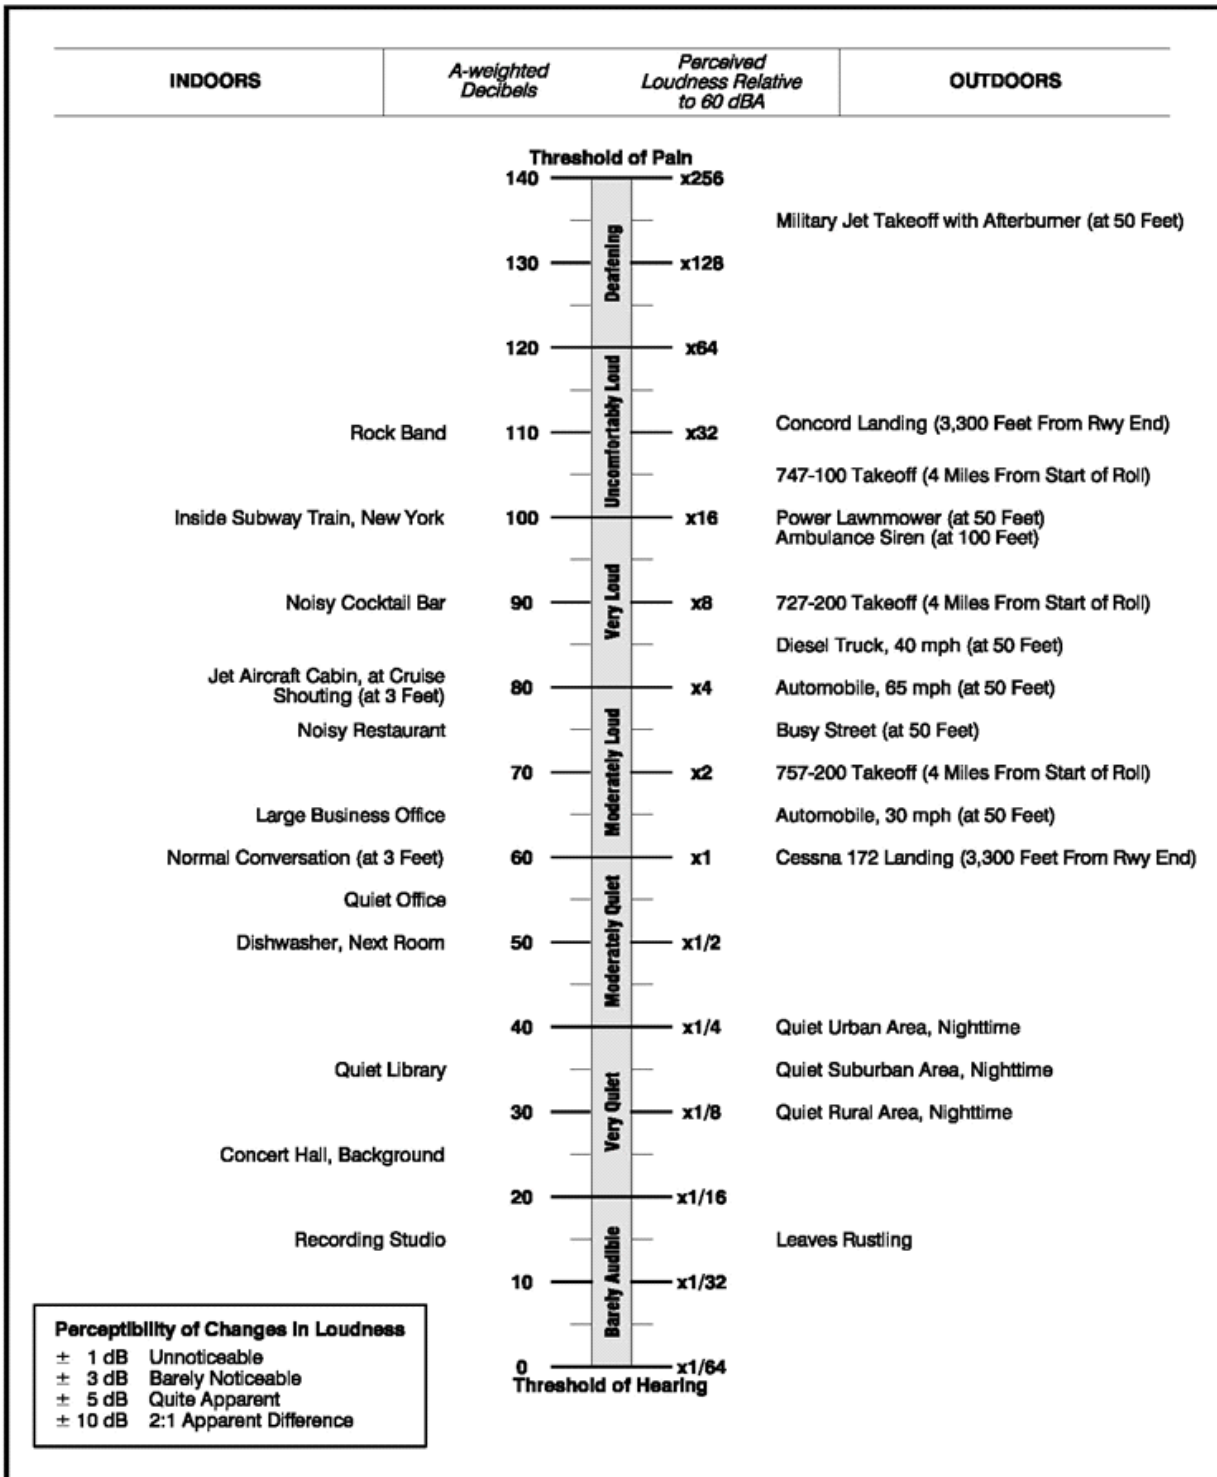 INDOORS
A-weighted
Decibels
Perceived
Loudness Relative
to 60 dBA
OUTDOORS
Threshold of Pain
140 x256
Military Jet Takeoff with Afterburner (at 50 Feet)
Deafening
130 x128
120 x64
Uncomfortably Loud
Rock Band 110 x32 Concord Landing (3,300 Feet From Rwy End)
747-100 Takeoff (4 Miles From Start of Roll)
Inside Subway Train, New York 100 x16 Power Lawnmower (at 50 Feet)
Ambulance Siren (at 100 Feet)
Very Loud
Noisy Cocktail Bar 90 x8 727-200 Takeoff (4 Miles From Start of Roll)
Diesel Truck, 40 mph (at 50 Feet)
Jet Aircraft Cabin, at Cruise
Shouting (at 3 Feet) 80 x4 Automobile, 65 mph (at 50 Feet)
Noisy Restaurant Busy Street (at 50 Feet)
Moderately Loud
70 x2 757-200 Takeoff (4 Miles From Start of Roll)
Large Business Office Automobile, 30 mph (at 50 Feet)
Normal Conversation (at 3 Feet) 60 x1 Cessna 172 Landing (3,300 Feet From Rwy End)
Quiet Office
Moderately Quiet
Dishwasher, Next Room 50 x1/2
40 x1/4 Quiet Urban Area, Nighttime
Quiet Library Quiet Suburban Area, Nighttime
Very Quiet
30 x1/8 Quiet Rural Area, Nighttime
Concert Hall, Background
20 x1/16
Recording Studio Leaves Rustling
Barely Audible
10 x1/32
0 x1/64
Threshold of Hearing
Perceptibility of Changes in Loudness
± 1 dB Unnoticeable
± 3 dB Barely Noticeable
± 5 dB Quite Apparent
± 10 dB 2:1 Apparent Difference